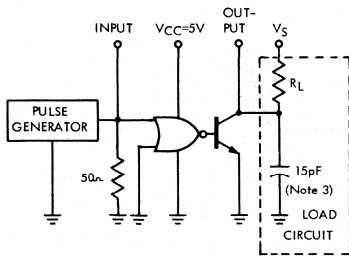 INPUT
VCC=5V
OUT-
PUT
VS
PULSE
GENERATOR
RL
50Ω
15pF
(Note 3)
LOAD
CIRCUIT